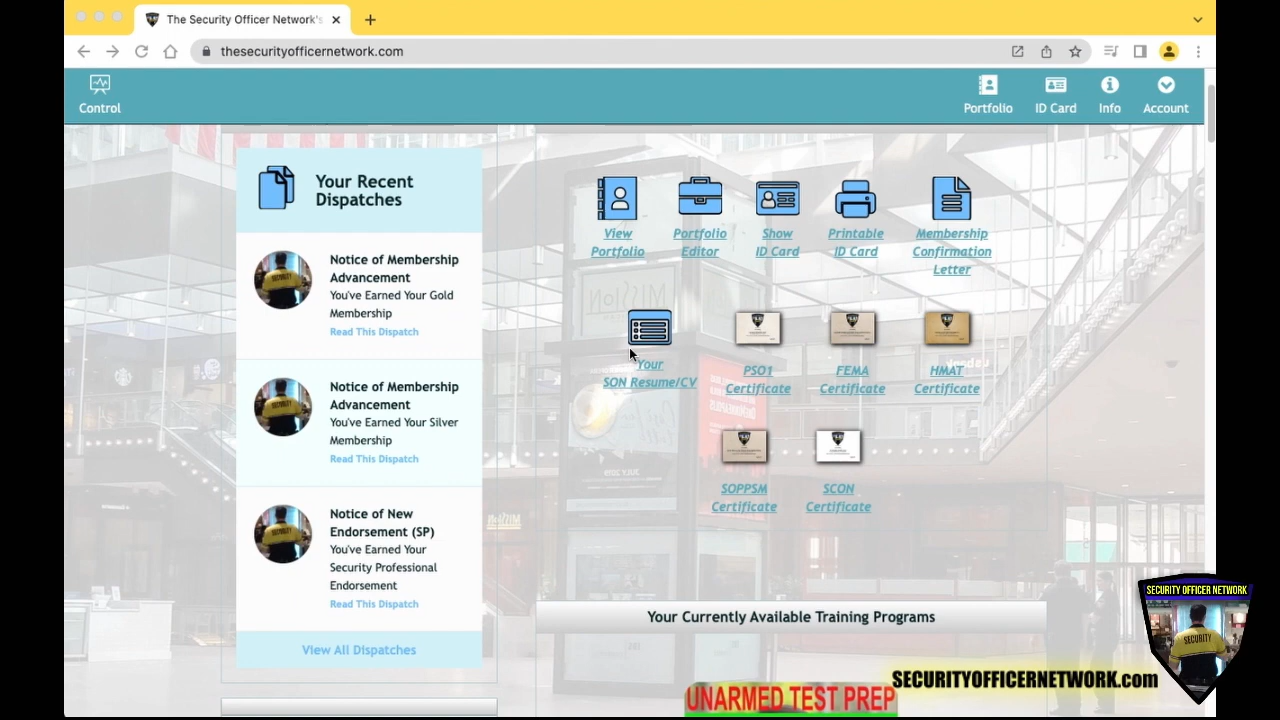 The Security Officer Network's
thesecurityofficernetwork.com
Control
Portfolio
ID Card
Info
Account
Your Recent
Dispatches
Notice of Membership
Advancement
You've Earned Your Gold
Membership
Read This Dispatch
Notice of Membership
Advancement
You've Earned Your Silver
Membership
Read This Dispatch
Notice of New
Endorsement (SP)
You've Earned Your
Security Professional
Endorsement
Read This Dispatch
View All Dispatches
View
Portfolio
Portfolio
Editor
Show
ID Card
Printable
ID Card
Membership
Confirmation
Letter
Your
SON Resume/CV
PSO1
Certificate
FEMA
Certificate
HMAT
Certificate
SOPPSM
Certificate
SCON
Certificate
Your Currently Available Training Programs
UNARMED TEST PREP
SECURITY OFFICER NETWORK
SECURITY
SECURITYOFFICERNETWORK.com